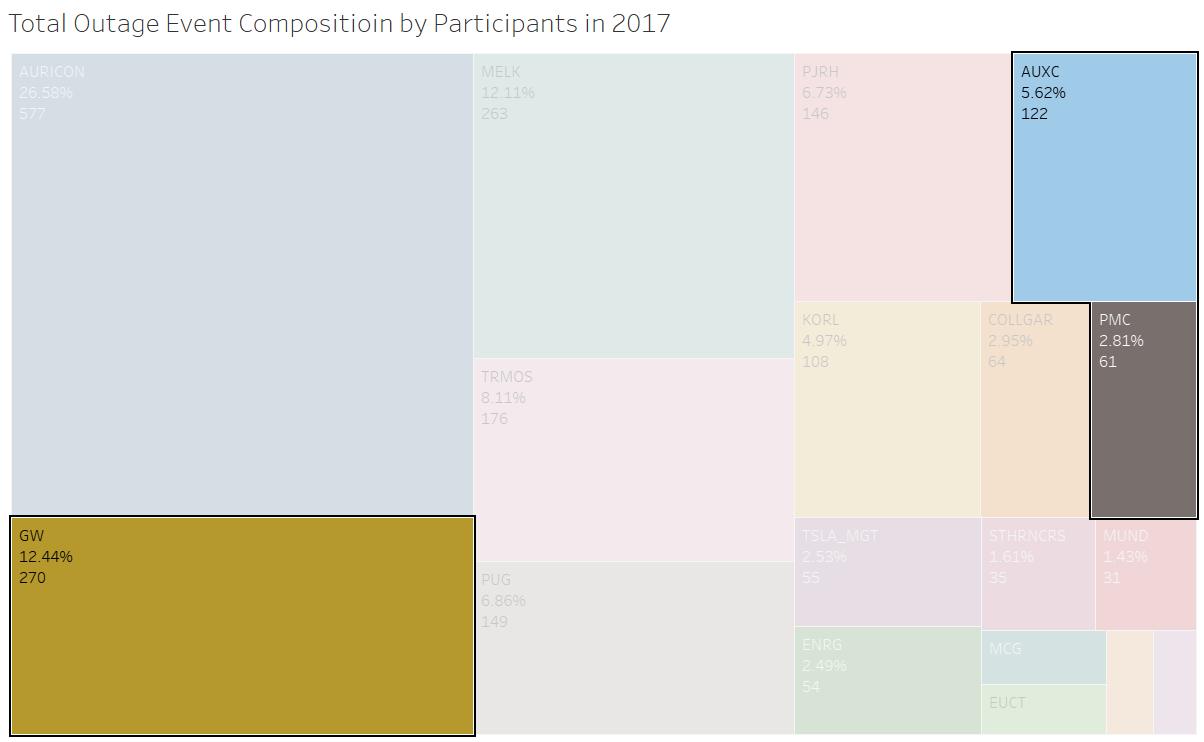 Total Outage Event Compositioin by Participants in 2017
AURICON
26.58%
577
MELK
12.11%
263
PJRH
6.73%
146
AUXC
5.62%
122
KORL
4.97%
108
COLLGAR
2.95%
64
PMC
2.81%
61
TRMOS
8.11%
176
GW
12.44%
270
PUG
6.86%
149
TSLA_MGT
2.53%
55
STHRNCRS
1.61%
35
MUND
1.43%
31
ENRG
2.49%
54
MCG
EUCT